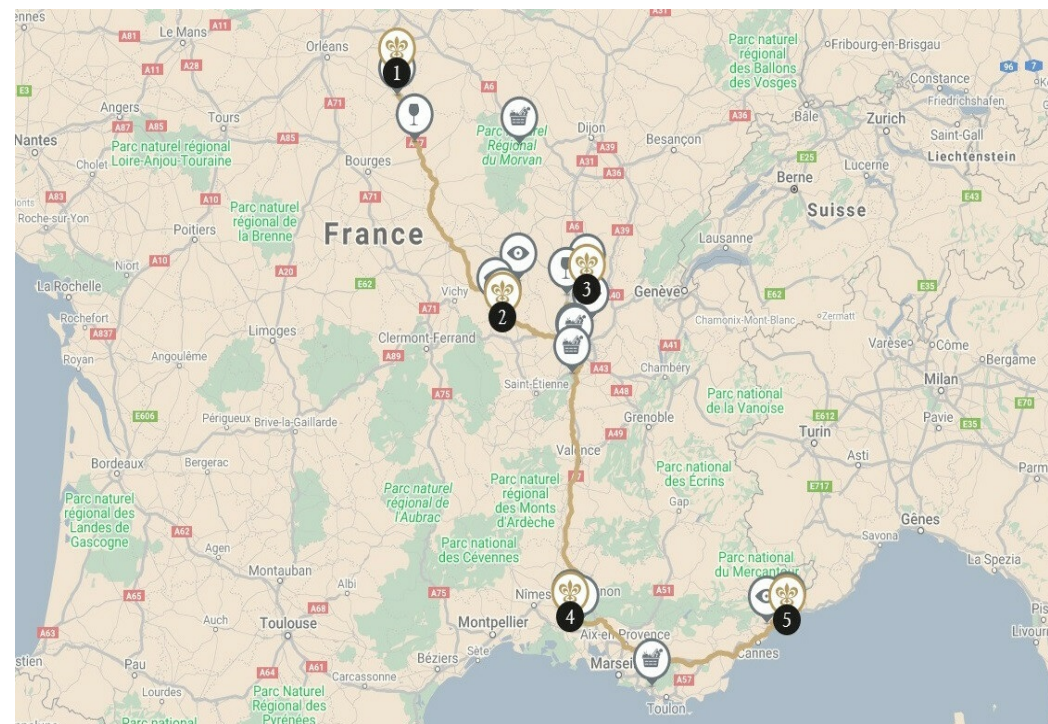 A11
A31
ennes
Le Mans
A81
Orléans
Parc naturel
régional
des Ballons
des Vosges
Fribourg-en-Brisgau
A11
A28
1
A6
96
7
Constance
E3
Friedrichshafen
Angers
A71
A36
Bâle
Zurich
Saint-Gall
A87
A85
Tours
Parc naturel
Régional
du Morvan
Dijon
Besançon
Nantes
Parc naturel régional
Loire-Anjou-Touraine
A85
A39
E25
Liechtenstein
Cholet
Bourges
A31
Lucerne
Berne
A83
A10
A71
A36
Suisse
Roche-sur-Yon
Parc naturel
régional de
la Brenne
France
A6
A39
E43
Poitiers
Lausanne
Niort
A10
A20
La Rochelle
E62
3
Genève
E62
E35
Vichy
Rochefort
A71
2
Chamonix-Mont-Blanc
Zermatt
A837
Limoges
Clermont-Ferrand
Varèse
Côme
Royan
Angoulême
A89
A43
A41
Bergame
Saint-Étienne
Chambéry
Milan
A75
A48
Parc national
de la Vanoise
E70
E606
Périgueux
Brive-la-Gaillarde
Grenoble
E612
Pavie
A49
Turin
E35
Bordeaux
Bergerac
Valence
Asti
Parc naturel
régional des
Landes de
Gascogne
Parc naturel
régional de
l'Aubrac
Parc naturel
régional
des Monts
d'Ardèche
Parc national
des Écrins
E717
Gap
Gênes
A62
Agen
Parc national
des Cévennes
Savona
La Spezia
Montauban
Albi
Parc national
du Mercantour
A65
A68
A75
Nîmes
A51
Auch
Toulouse
Montpellier
4
5
Aix-en-Provence
A63
Béziers
Sète
Cannes
Pau
A64
A61
Carcassonne
A57
Lourdes
Parc Naturel
Régional des
Pyrénées
Toulon